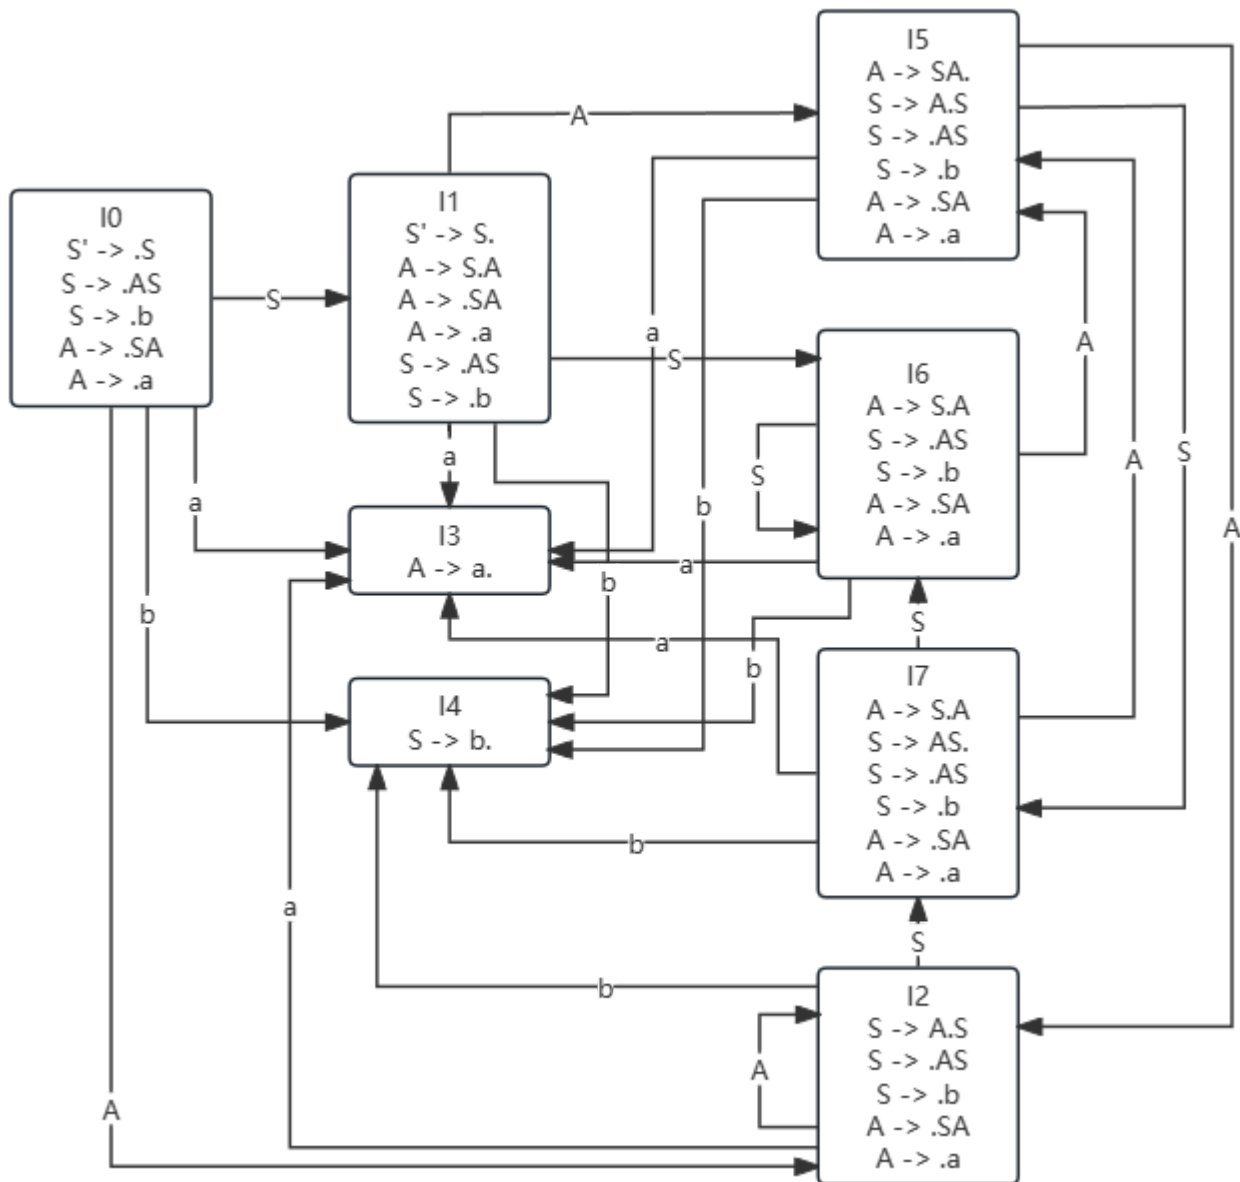 I0
S' -> .S
S -> .AS
S -> .b
A -> .SA
A -> .a
S
a
b
A
I1
S' -> S.
A -> S.A
A -> .SA
A -> .a
S -> .AS
S -> .b
A
S
a
b
I3
A -> a.
I4
S -> b.
I5
A -> SA.
S -> A.S
S -> .AS
S -> .b
A -> .SA
A -> .a
a
b
S
A
I6
A -> S.A
S -> .AS
S -> .b
A -> .SA
A -> .a
S
a
b
A
I7
A -> S.A
S -> AS.
S -> .AS
S -> .b
A -> .SA
A -> .a
S
a
b
A
I2
S -> A.S
S -> .AS
S -> .b
A -> .SA
A -> .a
S
b
A
a